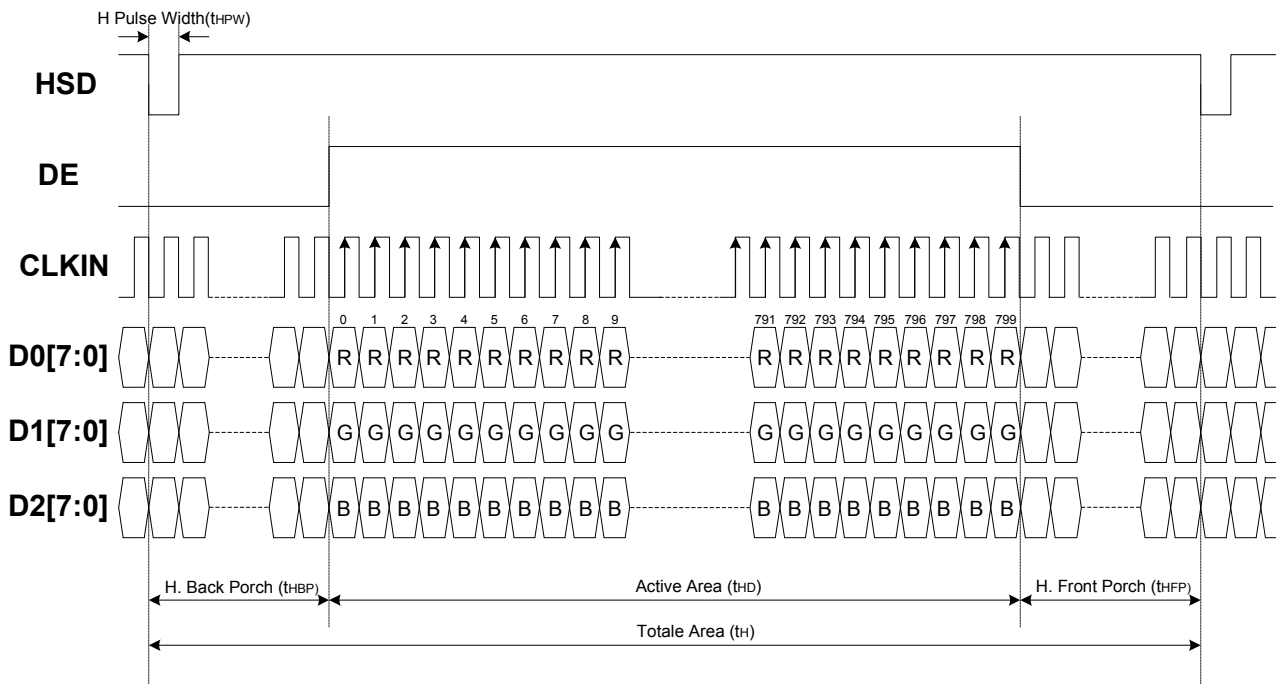 H Pulse Width(tHPW)
HSD
DE
CLKIN
0 1 2 3 4 5 6 7 8 9 791 792 793 794 795 796 797 798 799
D0[7:0] R R R R R R R R R R R R R R R R R R R
D1[7:0] G G G G G G G G G G G G G G G G G G G
D2[7:0] B B B B B B B B B B B B B B B B B B B
H. Back Porch (tHBP) Active Area (tHD) H. Front Porch (tHFP)
Totale Area (tH)